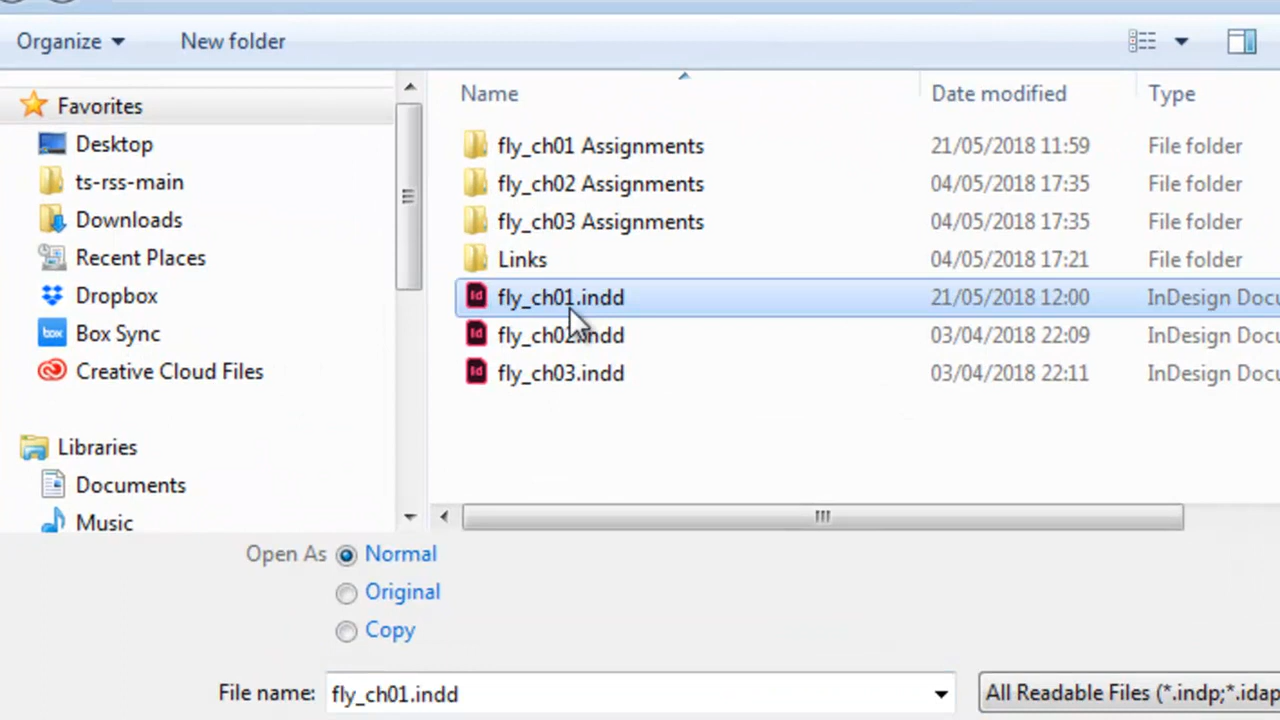 Organize New folder
Name Date modified Type
Favorites
Desktop
ts-rss-main
Downloads
Recent Places
Dropbox
box Box Sync
Creative Cloud Files
Libraries
Documents
Music
fly_ch01 Assignments 21/05/2018 11:59 File folder
fly_ch02 Assignments 04/05/2018 17:35 File folder
fly_ch03 Assignments 04/05/2018 17:35 File folder
Links 04/05/2018 17:21 File folder
Id fly_ch01.indd 21/05/2018 12:00 InDesign Docu
Id fly_ch02.indd 03/04/2018 22:09 InDesign Docu
Id fly_ch03.indd 03/04/2018 22:11 InDesign Docu
Open As Normal
Original
Copy
File name: fly_ch01.indd All Readable Files (*.indp;*.idap